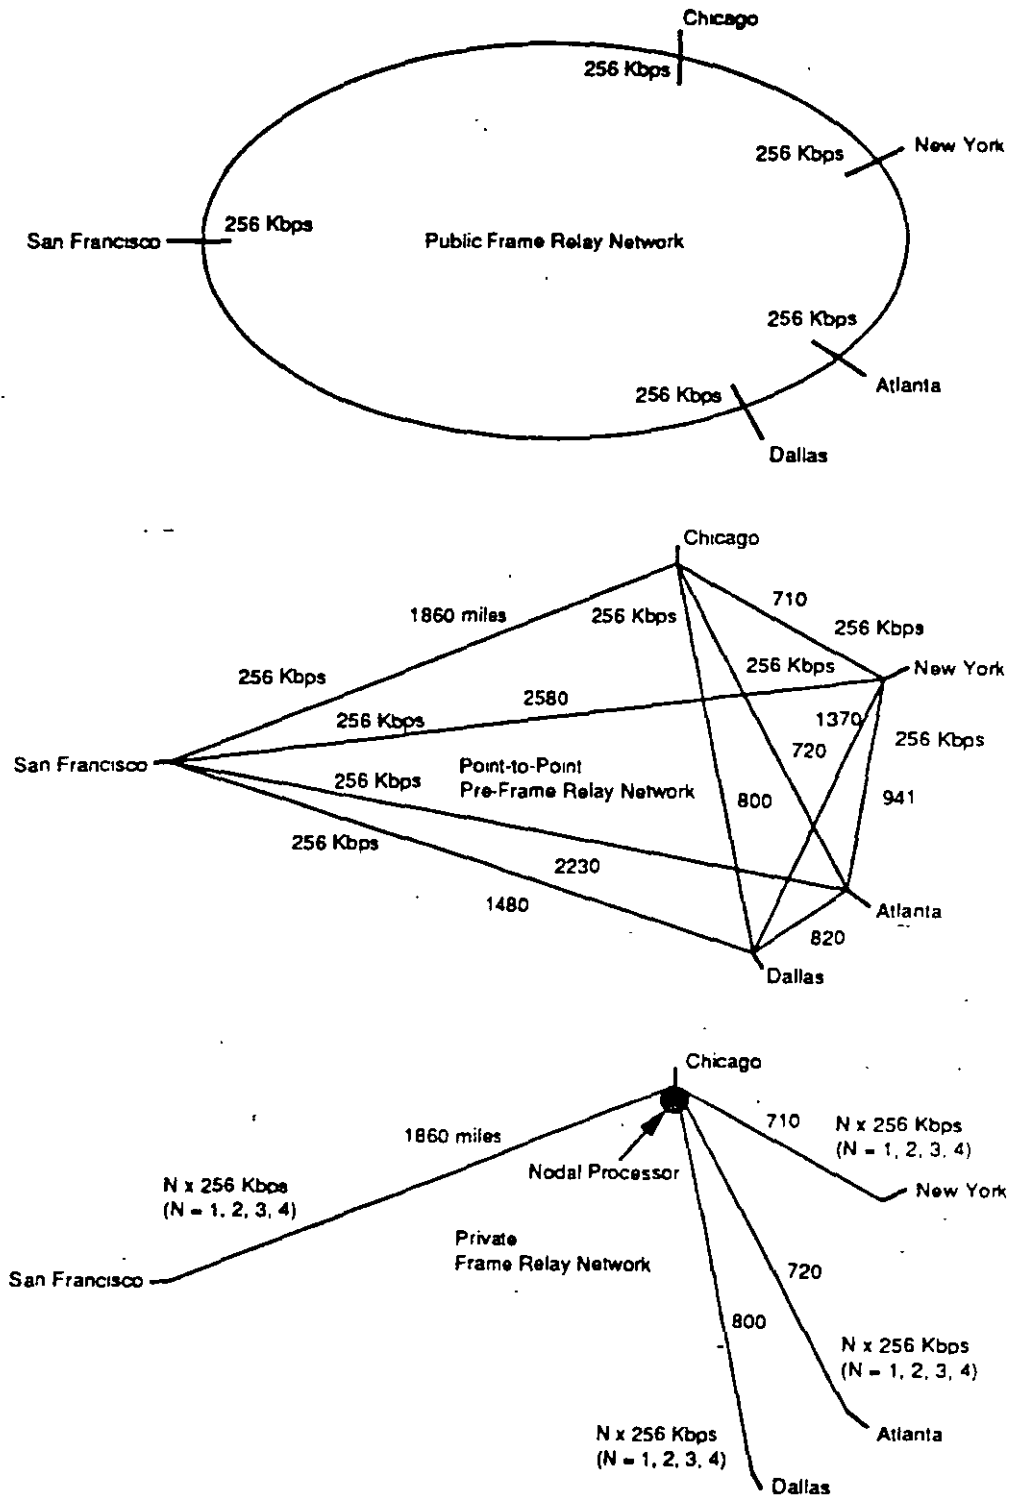 Chicago
256 Kbps
256 Kbps
New York
256 Kbps
San Francisco
Public Frame Relay Network
256 Kbps
Atlanta
256 Kbps
Dallas
Chicago
1860 miles
256 Kbps
710
256 Kbps
256 Kbps
256 Kbps
New York
2580
256 Kbps
1370
720
256 Kbps
San Francisco
Point-to-Point
Pre-Frame Relay Network
256 Kbps
800
941
256 Kbps
2230
1480
Atlanta
820
Dallas
Chicago
1860 miles
710
N x 256 Kbps
(N = 1, 2, 3, 4)
Nodal Processor
N x 256 Kbps
(N = 1, 2, 3, 4)
New York
Private
Frame Relay Network
San Francisco
720
800
N x 256 Kbps
(N = 1, 2, 3, 4)
Atlanta
N x 256 Kbps
(N = 1, 2, 3, 4)
Dallas